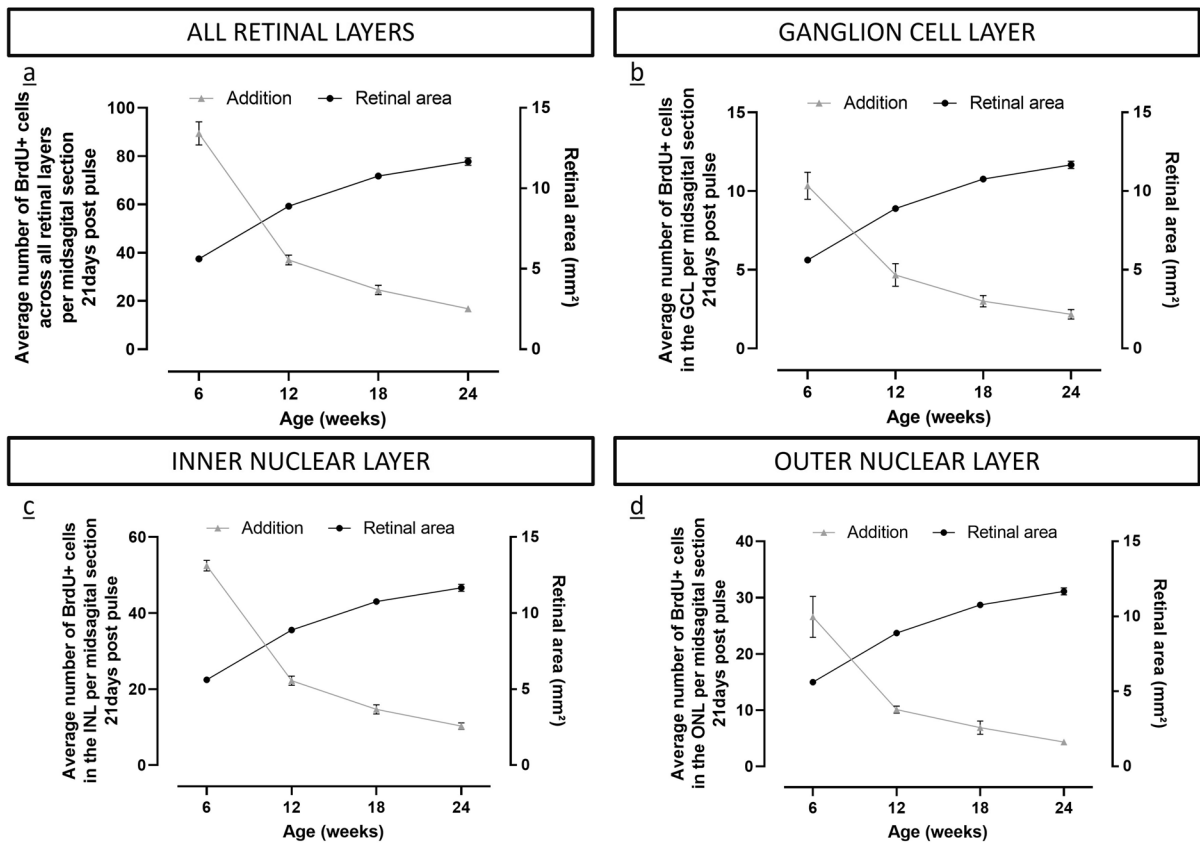 ALL RETINAL LAYERS
a
Addition
Retinal area
Average number of BrdU+ cells
across all retinal layers
per midsagital section
21days post pulse
100
80
60
40
20
0
15
10
5
0
Retinal area (mm²)
6 12 18 24
Age (weeks)
GANGLION CELL LAYER
b
Addition
Retinal area
Average number of BrdU+ cells
in the GCL per midsagital section
21days post pulse
15
10
5
0
15
10
5
0
Retinal area (mm²)
6 12 18 24
Age (weeks)
INNER NUCLEAR LAYER
c
Addition
Retinal area
Average number of BrdU+ cells
in the INL per midsagital section
21days post pulse
60
40
20
0
15
10
5
0
Retinal area (mm²)
6 12 18 24
Age (weeks)
OUTER NUCLEAR LAYER
d
Addition
Retinal area
Average number of BrdU+ cells
in the ONL per midsagital section
21days post pulse
40
30
20
10
0
15
10
5
0
Retinal area (mm²)
6 12 18 24
Age (weeks)